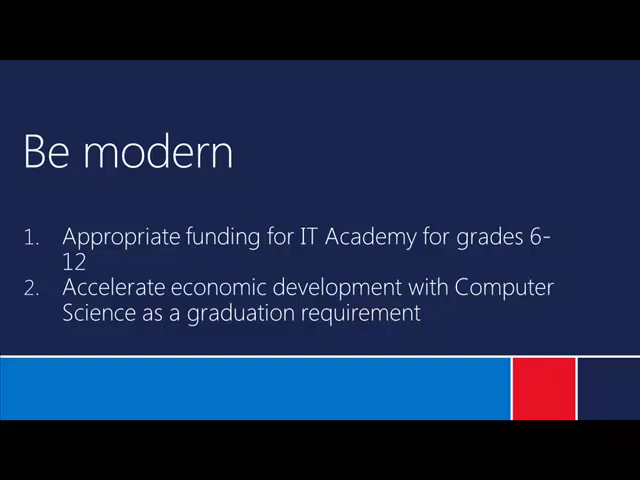 Be modern
1. Appropriate funding for IT Academy for grades 6-
12
2. Accelerate economic development with Computer
Science as a graduation requirement